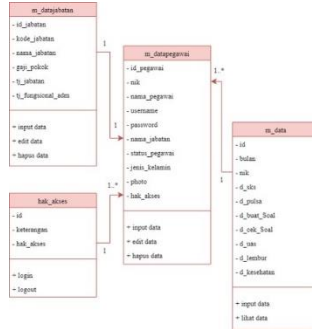 m_datajabatan
- id_jabatan
- kode_jabatan
- nama_jabatan
- gaji_pokok
- tj_jabatan
- tj_fungsional_adm
+ input data
+ edit data
+ hapus data
1
1
m_datapegawai
- id_pegawai
- nik
- nama_pegawai
- username
- password
- nama_jabatan
- status_pegawai
- jenis_kelamin
- photo
- hak_akses
+ input data
+ edit data
+ hapus data
1..*
1
m_data
- id
- bulan
- nik
- d_sks
- d_pulsa
- d_buat_Soal
- d_cek_Soal
- d_uas
- d_lembur
- d_kesehatan
+ input data
+ lihat data
hak_akses
- id
- keterangan
- hak_akses
+ login
+ logout
1..*
1